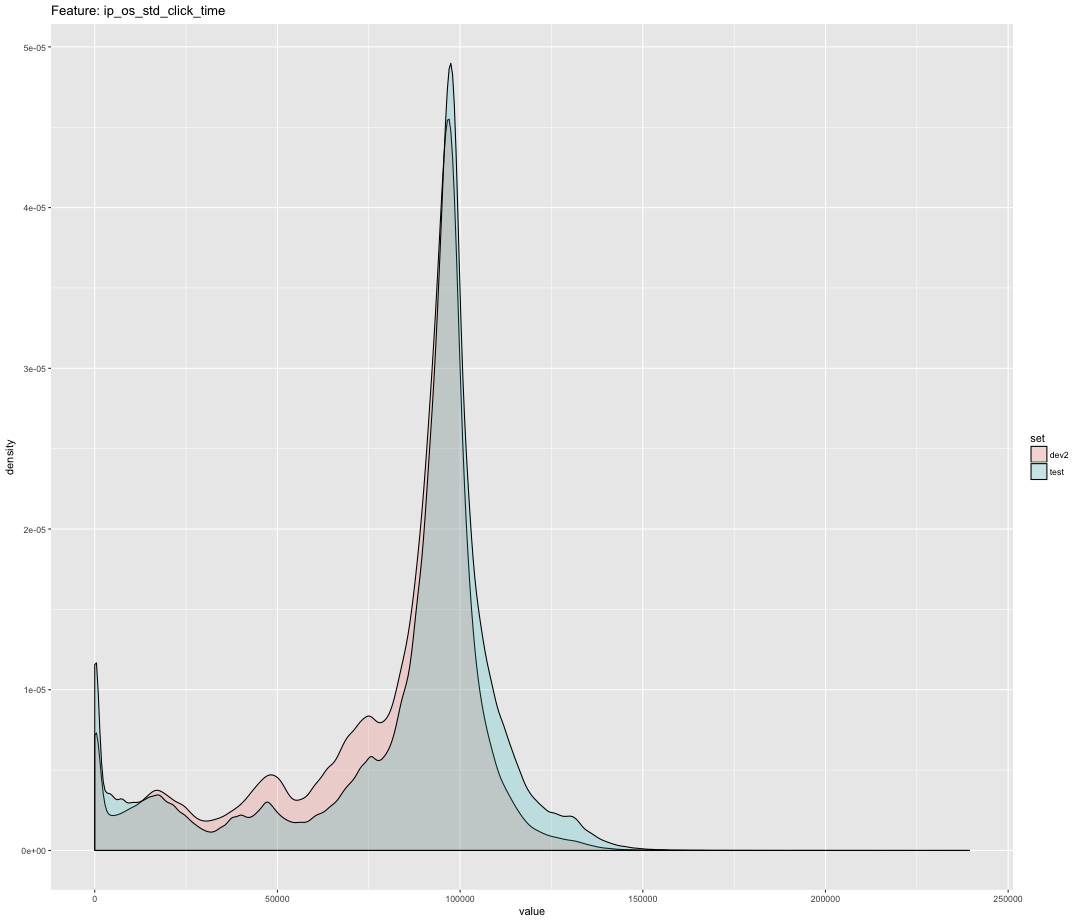 Feature: ip_os_std_click_time
5e-05
4e-05
3e-05
2e-05
1e-05
0e+00
density
0
50000
100000
150000
200000
250000
value
set
dev2
test